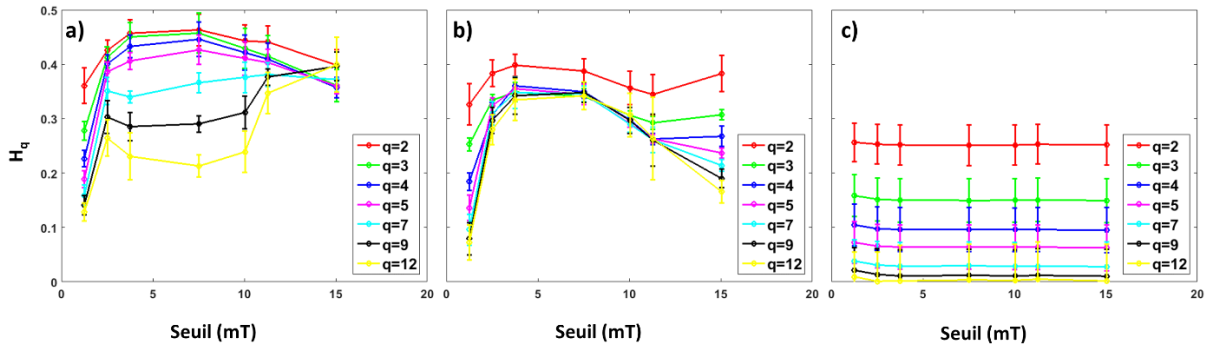 a)
H_q
0.5
0.4
0.3
0.2
0.1
0
q=2
q=3
q=4
q=5
q=7
q=9
q=12
0 5 10 15 20
Seuil (mT)
b)
q=2
q=3
q=4
q=5
q=7
q=9
q=12
0 5 10 15 20
Seuil (mT)
c)
q=2
q=3
q=4
q=5
q=7
q=9
q=12
0 5 10 15 20
Seuil (mT)